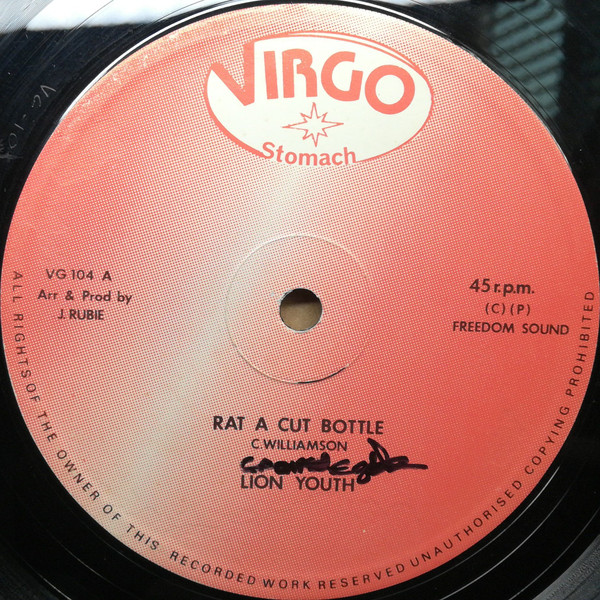 VIRGO
Stomach
VG 104 A
Arr & Prod by
J. RUBIE
45 r.p.m.
(C) (P)
FREEDOM SOUND
RAT A CUT BOTTLE
C. WILLIAMSON
LION YOUTH
ALL RIGHTS OF THE OWNER OF THIS RECORDED WORK RESERVED UNAUTHORISED COPYING PROHIBITED